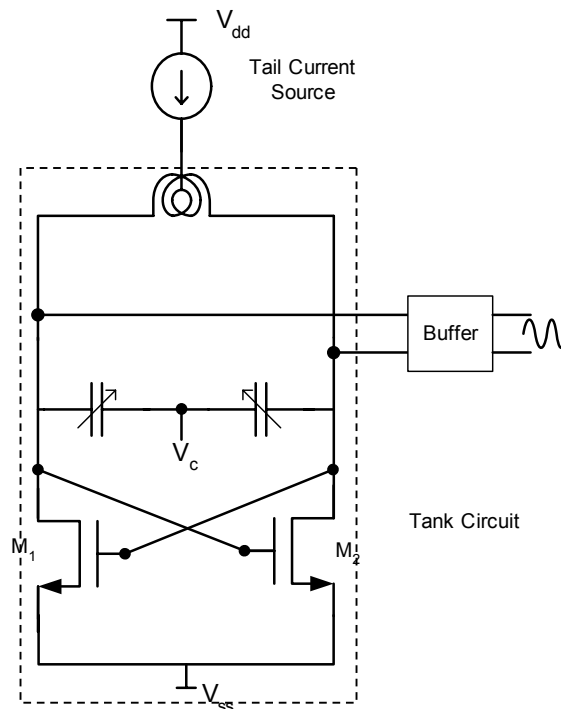 Vdd
Tail Current
Source
Buffer
Vc
M1
M2
Tank Circuit
Vss